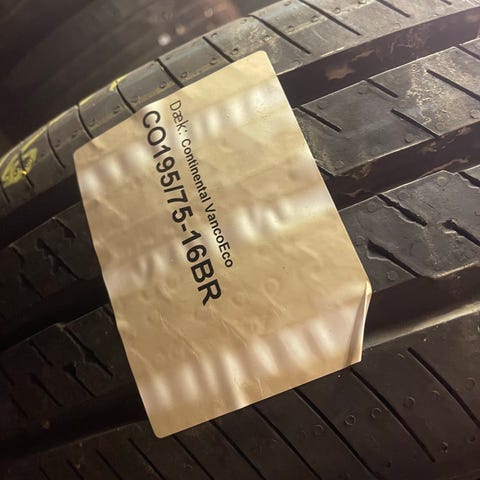 Dæk: Continental VancoEco
CO195/75-16BR